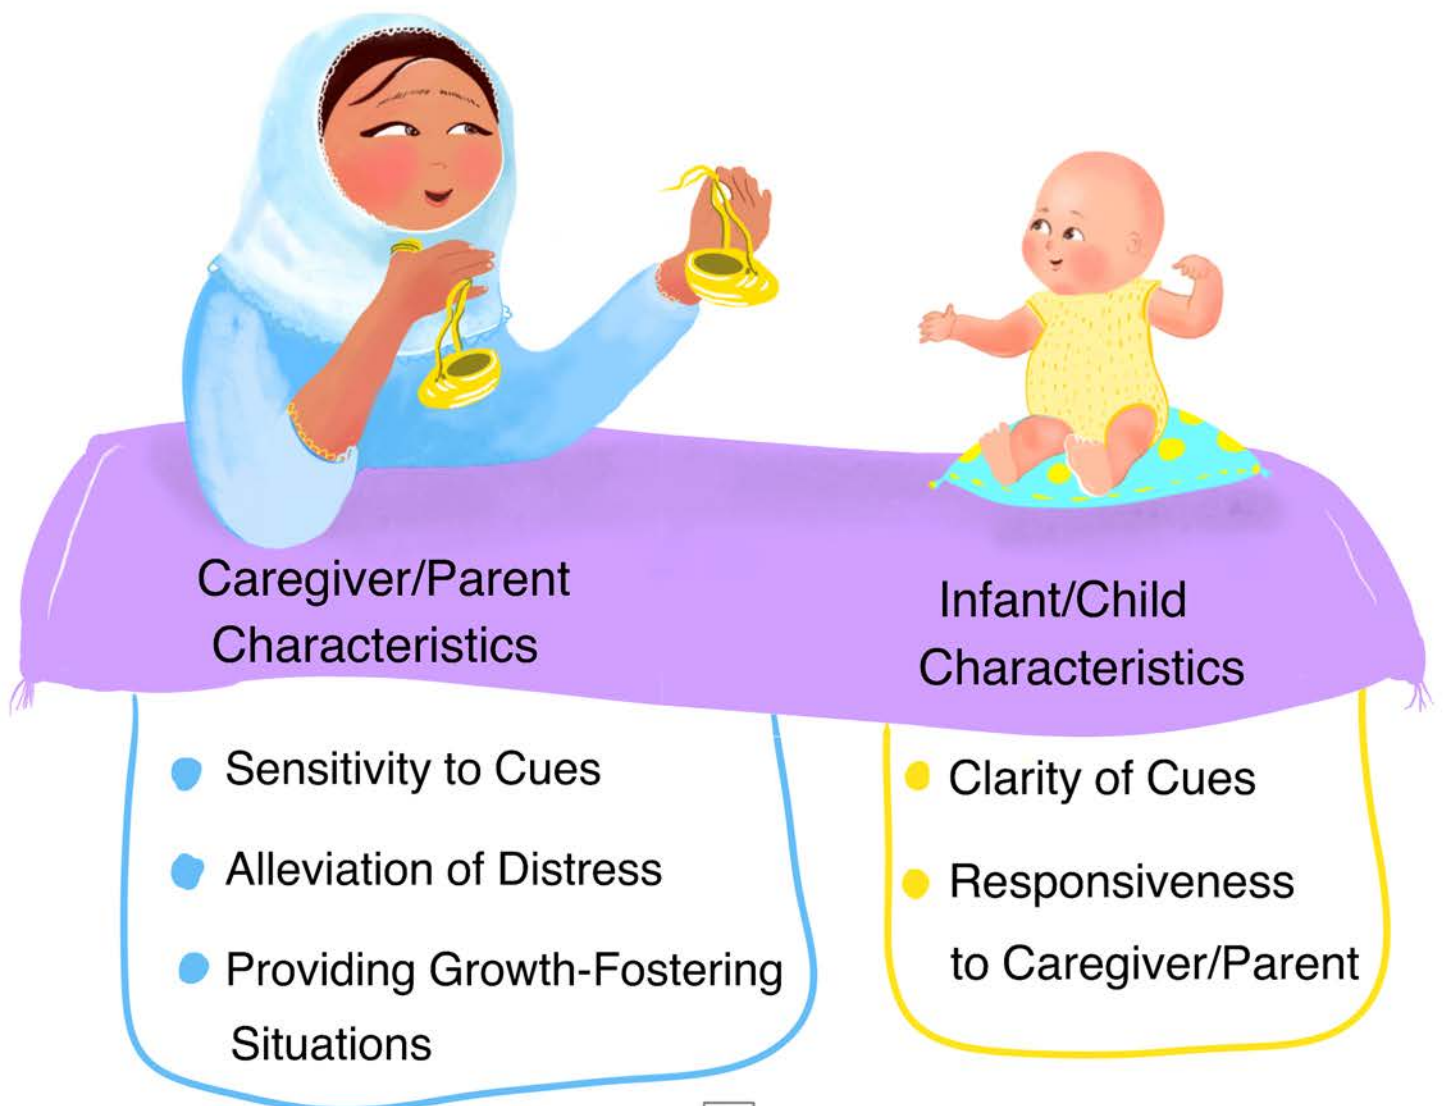 Caregiver/Parent
Characteristics
Sensitivity to Cues
Alleviation of Distress
Providing Growth-Fostering
Situations
Infant/Child
Characteristics
Clarity of Cues
Responsiveness
to Caregiver/Parent